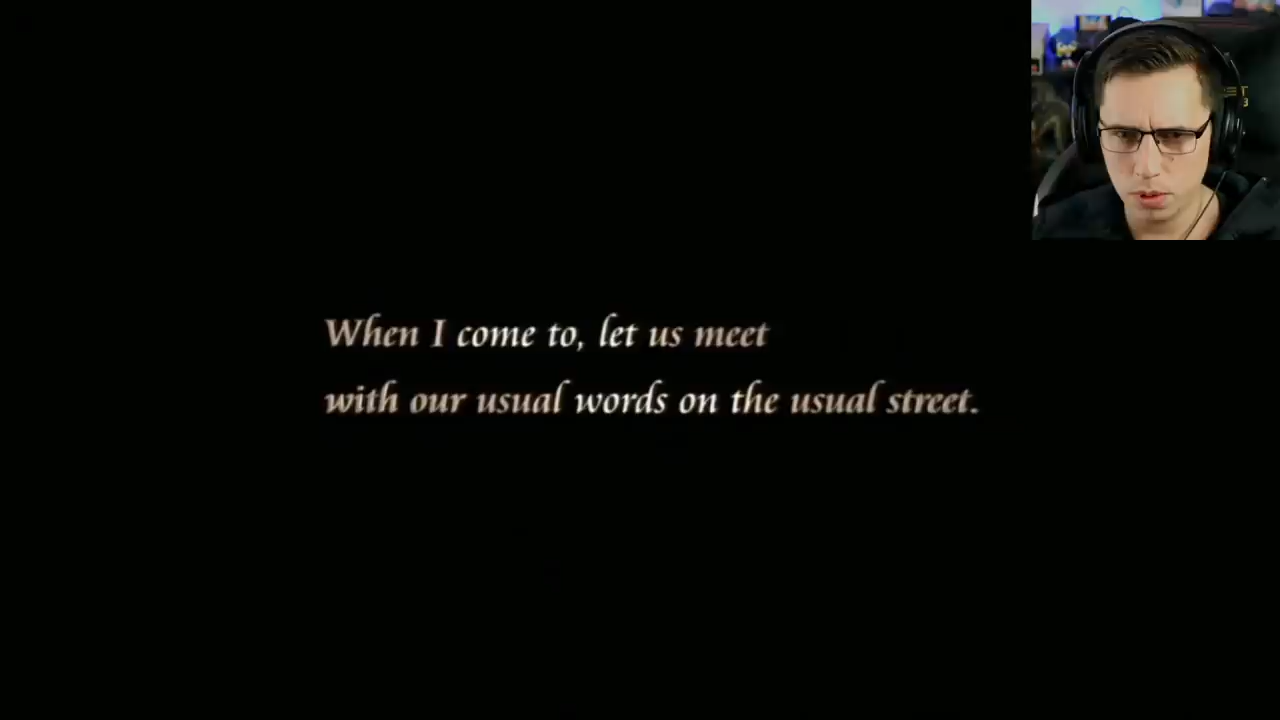 When I come to, let us meet
with our usual words on the usual street.